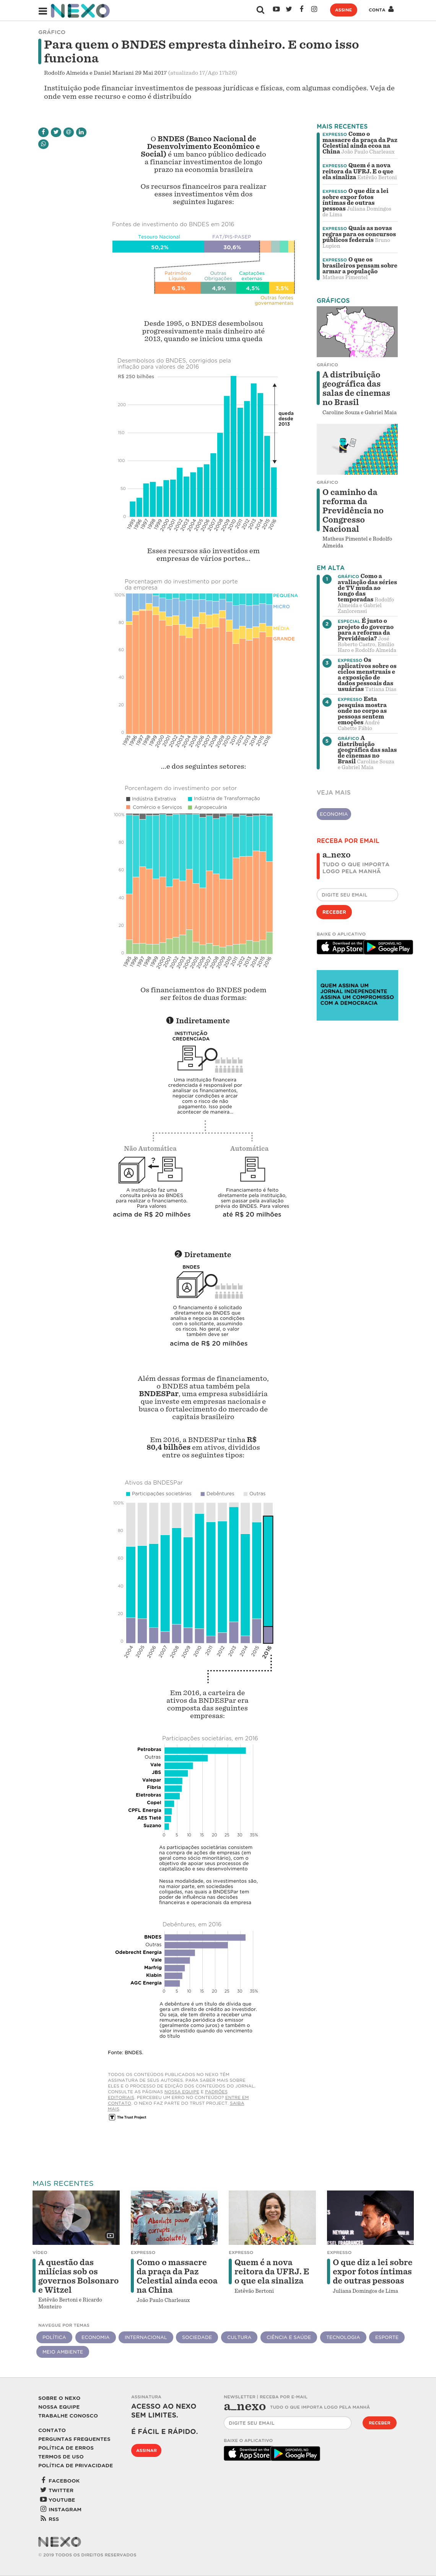 NEXO
ASSINE
CONTA
GRÁFICO
Para quem o BNDES empresta dinheiro. E como isso
funciona
Rodolfo Almeida e Daniel Mariani 29 Mai 2017 (atualizado 17/Ago 17h26)
Instituição pode financiar investimentos de pessoas jurídicas e físicas, com algumas condições. Veja de
onde vem esse recurso e como é distribuído
O BNDES (Banco Nacional de
Desenvolvimento Econômico e
Social) é um banco público dedicado
a financiar investimentos de longo
prazo na economia brasileira
Os recursos financeiros para realizar
esses investimentos vêm dos
seguintes lugares:
Fontes de investimento do BNDES em 2016
Tesouro Nacional
FAT/PIS-PASEP
50,2%
30,6%
Patrimônio
Líquido
Outras
Obrigações
Captações
externas
6,3%
4,9%
4,5%
3,5%
Outras fontes
governamentais
Desde 1995, o BNDES desembolsou
progressivamente mais dinheiro até
2013, quando se iniciou uma queda
Desembolsos do BNDES, corrigidos pela
inflação para valores de 2016
R$ 250 bilhões
200
150
100
50
0
queda
desde
2013
1995 1996 1997 1998 1999 2000 2001 2002 2003 2004 2005 2006 2007 2008 2009 2010 2011 2012 2013 2014 2015 2016
Esses recursos são investidos em
empresas de vários portes...
Porcentagem do investimento por porte
da empresa
100%
80
60
40
20
0
PEQUENA
MICRO
MÉDIA
GRANDE
1995 1996 1997 1998 1999 2000 2001 2002 2003 2004 2005 2006 2007 2008 2009 2010 2011 2012 2013 2014 2015 2016
...e dos seguintes setores:
Porcentagem do investimento por setor
Indústria Extrativa
Indústria de Transformação
Comércio e Serviços
Agropecuária
100%
80
60
40
20
0
1995 1996 1997 1998 1999 2000 2001 2002 2003 2004 2005 2006 2007 2008 2009 2010 2011 2012 2013 2014 2015 2016
Os financiamentos do BNDES podem
ser feitos de duas formas:
1 Indiretamente
INSTITUIÇÃO
CREDENCIADA
Uma instituição financeira
credenciada é responsável por
analisar os financiamentos,
negociar condições e arcar
com o risco de não
pagamento. Isso pode
acontecer de maneira...
Não Automática
A instituição faz uma
consulta prévia ao BNDES
para realizar o financiamento.
Para valores
acima de R$ 20 milhões
Automática
Financiamento é feito
diretamente pela instituição,
sem passar pela avaliação
prévia do BNDES. Para valores
até R$ 20 milhões
2 Diretamente
BNDES
O financiamento é solicitado
diretamente ao BNDES que
analisa e negocia as condições
com o solicitante, assumindo
os riscos. No geral, o valor
também deve ser
acima de R$ 20 milhões
Além dessas formas de financiamento,
o BNDES atua também pela
BNDESPar, uma empresa subsidiária
que investe em empresas nacionais e
busca o fortalecimento do mercado de
capitais brasileiro
Em 2016, a BNDESPar tinha R$
80,4 bilhões em ativos, divididos
entre os seguintes tipos:
Ativos da BNDESPar
Participações societárias
Debêntures
Outras
100%
80
60
40
20
0
2004 2005 2006 2007 2008 2009 2010 2011 2012 2013 2014 2015 2016
Em 2016, a carteira de
ativos da BNDESPar era
composta das seguintes
empresas:
Participações societárias, em 2016
Petrobras
Outras
Vale
JBS
Valepar
Fibria
Eletrobras
Copel
CPFL Energia
AES Tietê
Suzano
0 5 10 15 20 25 30 35%
As participações societárias consistem
na compra de ações de empresas (em
geral como sócio minoritário), com o
objetivo de apoiar seus processos de
capitalização e seu desenvolvimento
Nessa modalidade, os investimentos são,
na maior parte, em sociedades
coligadas, nas quais a BNDESPar tem
poder de influência nas decisões
financeiras e operacionais da empresa
Debêntures, em 2016
BNDES
Outras
Odebrecht Energia
Vale
Marfrig
Klabin
AGC Energia
0 5 10 15 20 25 30 35%
A debênture é um título de dívida que
gera um direito de crédito ao investidor.
Ou seja, ele tem direito a receber uma
remuneração periódica do emissor
(geralmente como juros) e também o
valor investido quando do vencimento
do título
Fonte: BNDES.
TODOS OS CONTEÚDOS PUBLICADOS NO NEXO TÊM
ASSINATURA DE SEUS AUTORES. PARA SABER MAIS SOBRE
ELES E O PROCESSO DE EDIÇÃO DOS CONTEÚDOS DO JORNAL,
CONSULTE AS PÁGINAS NOSSA EQUIPE E PADRÕES
EDITORIAIS. PERCEBEU UM ERRO NO CONTEÚDO? ENTRE EM
CONTATO. O NEXO FAZ PARTE DO TRUST PROJECT. SAIBA
MAIS.
The Trust Project
MAIS RECENTES
EXPRESSO Como o
massacre da praça da Paz
Celestial ainda ecoa na
China João Paulo Charleaux
EXPRESSO Quem é a nova
reitora da UFRJ. E o que
ela sinaliza Estêvão Bertoni
EXPRESSO O que diz a lei
sobre expor fotos
íntimas de outras
pessoas Juliana Domingos
de Lima
EXPRESSO Quais as novas
regras para os concursos
públicos federais Bruna
EXPRESSO O que os
brasileiros pensam sobre
armar a população
Matheus Pimentel
GRÁFICOS
GRÁFICO
A distribuição
geográfica das
salas de cinemas
no Brasil
Caroline Souza e Gabriel Maia
GRÁFICO
O caminho da
reforma da
Previdência no
Congresso
Nacional
Matheus Pimentel e Rodolfo
Almeida
EM ALTA
1
GRÁFICO Como a
avaliação das séries
de TV muda ao
longo das
temporadas Rodolfo
Almeida e Gabriel
Zanlorenssi
2
ESPECIAL É justo o
projeto do governo
para a reforma da
Previdência? José
Roberto Castro, Emilio
Haro e Rodolfo Almeida
3
EXPRESSO Os
aplicativos sobre os
ciclos menstruais e
a exposição de
dados pessoais das
usuárias Tatiana Dias
4
EXPRESSO Esta
pesquisa mostra
onde no corpo as
pessoas sentem
emoções André
Cabette Fábio
5
GRÁFICO A
distribuição
geográfica das salas
de cinemas no
Brasil Caroline Souza
e Gabriel Maia
VEJA MAIS
ECONOMIA
RECEBA POR EMAIL
a_nexo
TUDO O QUE IMPORTA
LOGO PELA MANHÃ
DIGITE SEU EMAIL
RECEBER
BAIXE O APLICATIVO
Download on the
App Store
DISPONÍVEL NO
Google Play
QUEM ASSINA UM
JORNAL INDEPENDENTE
ASSINA UM COMPROMISSO
COM A DEMOCRACIA
MAIS RECENTES
VÍDEO
A questão das
milícias sob os
governos Bolsonaro
e Witzel
Estêvão Bertoni e Ricardo
Monteiro
EXPRESSO
Como o massacre
da praça da Paz
Celestial ainda ecoa
na China
João Paulo Charleaux
EXPRESSO
Quem é a nova
reitora da UFRJ. E
o que ela sinaliza
Estêvão Bertoni
EXPRESSO
O que diz a lei sobre
expor fotos íntimas
de outras pessoas
Juliana Domingos de Lima
NAVEGUE POR TEMAS
POLÍTICA
ECONOMIA
INTERNACIONAL
SOCIEDADE
CULTURA
CIÊNCIA E SAÚDE
TECNOLOGIA
ESPORTE
MEIO AMBIENTE
SOBRE O NEXO
NOSSA EQUIPE
TRABALHE CONOSCO
CONTATO
PERGUNTAS FREQUENTES
POLÍTICA DE ERROS
TERMOS DE USO
POLÍTICA DE PRIVACIDADE
FACEBOOK
TWITTER
YOUTUBE
INSTAGRAM
RSS
ASSINATURA
ACESSO AO NEXO
SEM LIMITES.
É FÁCIL E RÁPIDO.
ASSINAR
NEWSLETTER | RECEBA POR E-MAIL
a_nexo TUDO O QUE IMPORTA LOGO PELA MANHÃ
DIGITE SEU EMAIL
RECEBER
BAIXE O APLICATIVO
Download on the
App Store
DISPONÍVEL NO
Google Play
NEXO
© 2019 TODOS OS DIREITOS RESERVADOS